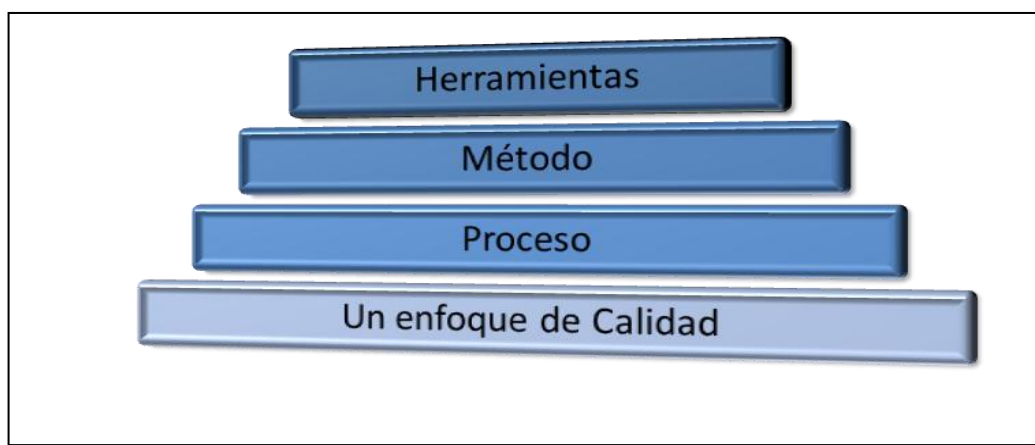 Herramientas
Método
Proceso
Un enfoque de Calidad